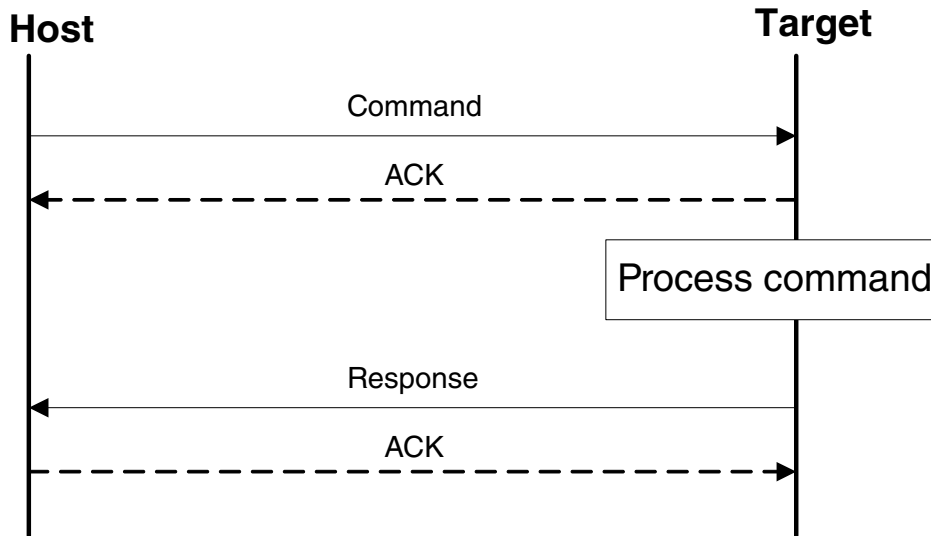 Host
Target
Command
ACK
Process command
Response
ACK